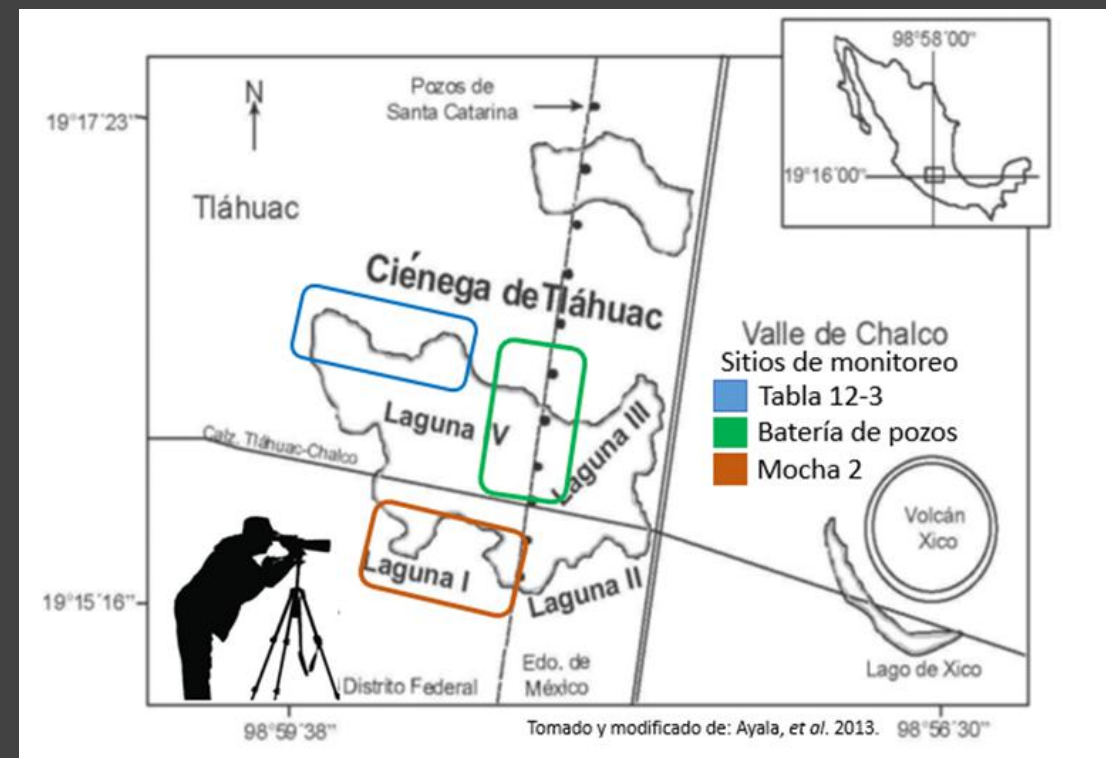 98°58'00"
19°16'00"
N
Pozos de
Santa Catarina
19°17'23"
Tláhuac
Ciénega de Tláhuac
Valle de Chalco
Sitios de monitoreo
Tabla 12-3
Batería de pozos
Mocha 2
Laguna IV
Laguna III
Calz. Tláhuac-Chalco
Volcán
Xico
Laguna I
Laguna II
19°15'16"
Lago de Xico
Distrito Federal
Edo. de
México
98°59'38"
Tomado y modificado de: Ayala, et al. 2013.
98°56'30"